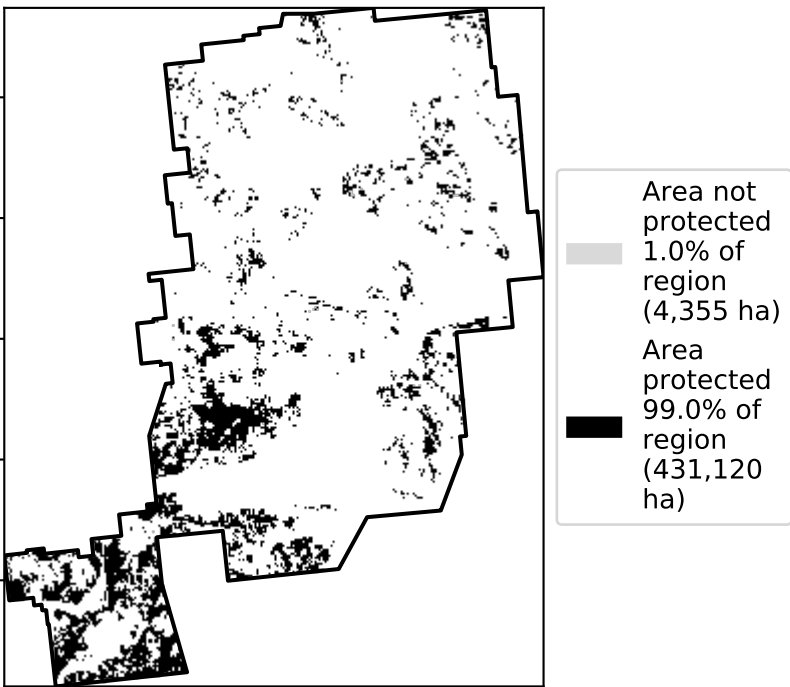 Area not
protected
1.0% of
region
(4,355 ha)
Area
protected
99.0% of
region
(431,120
ha)